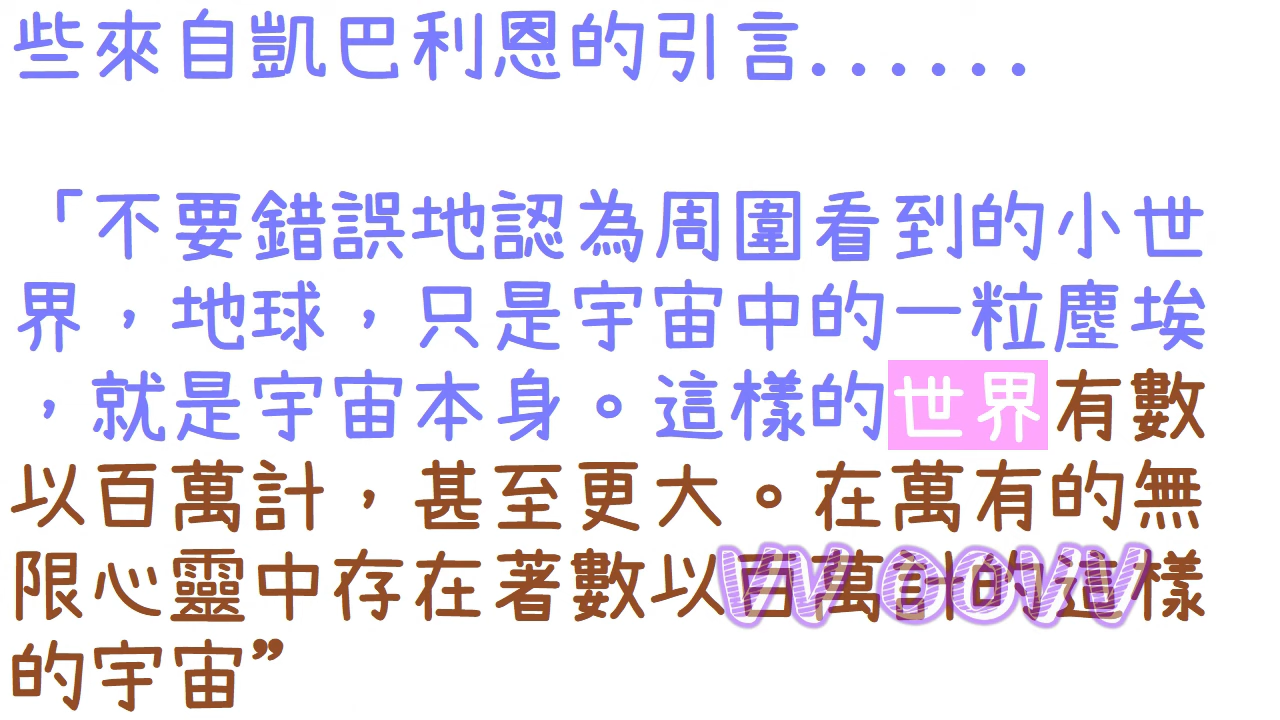 些來自凱巴利恩的引言......
「不要錯誤地認為周圍看到的小世
界，地球，只是宇宙中的一粒塵埃
，就是宇宙本身。這樣的世界有數
以百萬計，甚至更大。在萬有的無
限心靈中存在著數以百萬計的這樣
的宇宙”
VV COVV